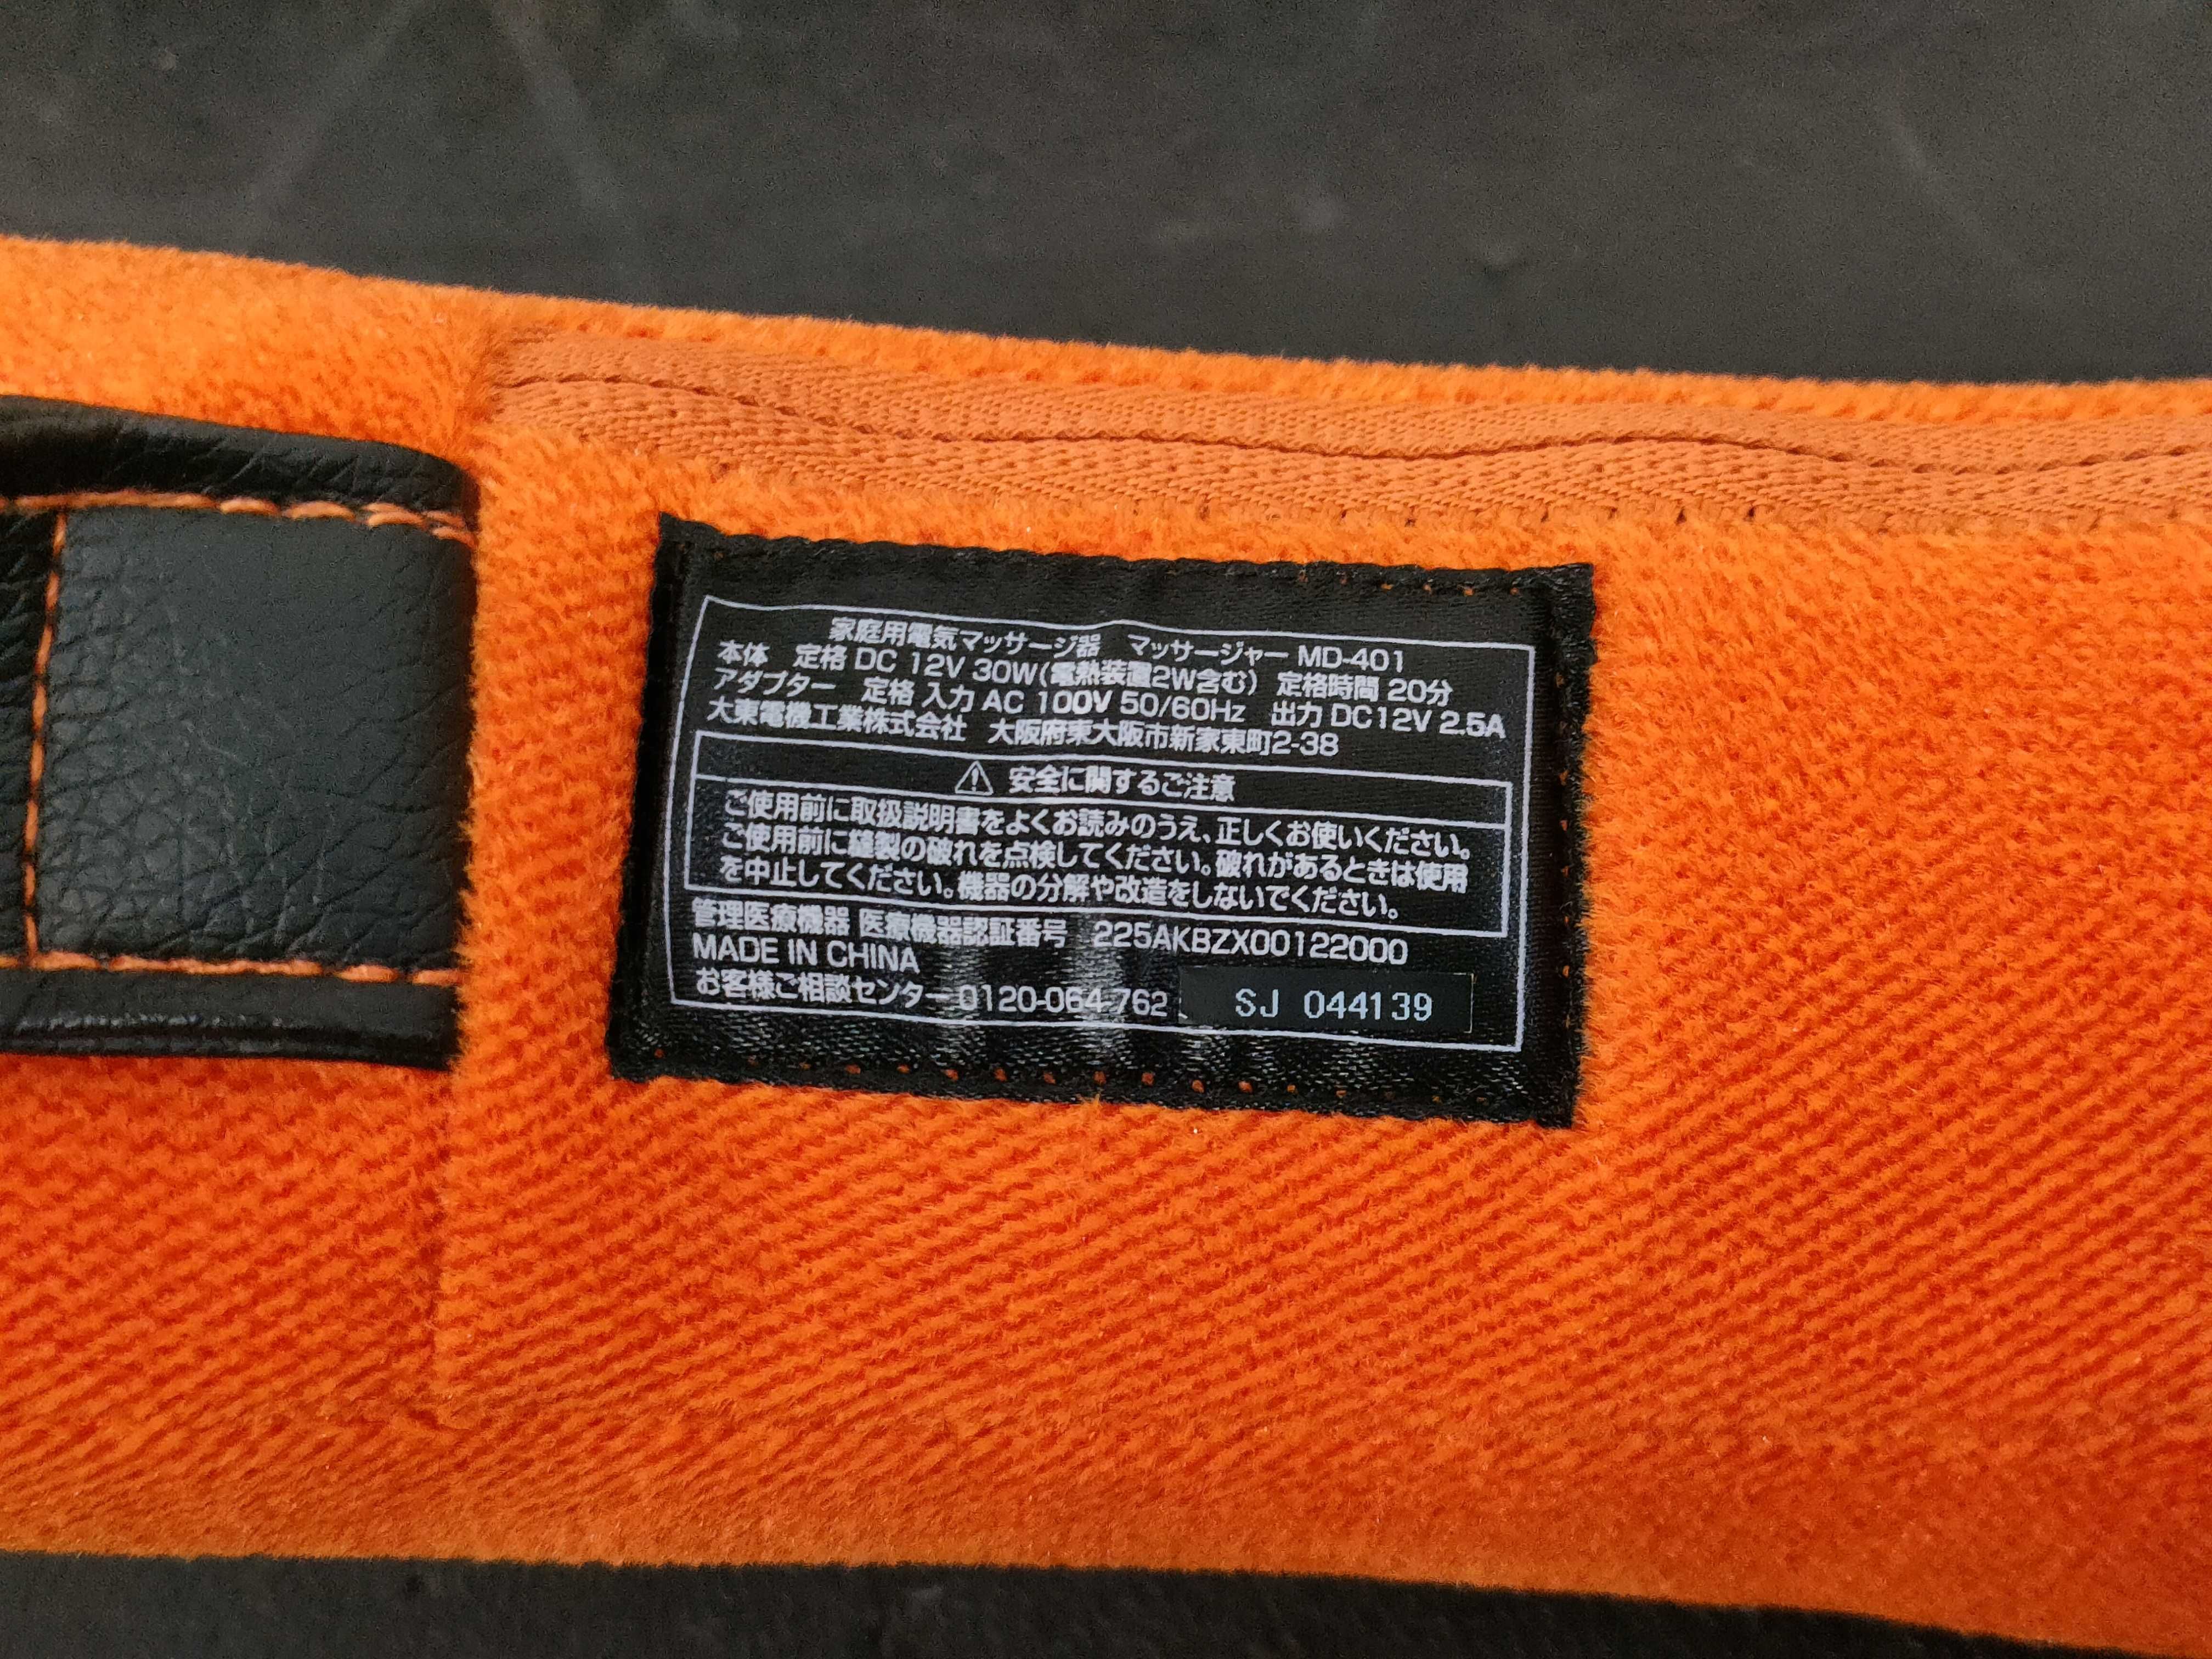 家庭用電気マッサージ器 マッサージャー MD-401
本体 定格 DC 12V 30W(電熱装置2W含む) 定格時間 20分
アダプター 定格 入力 AC 100V 50/60Hz 出力 DC12V 2.5A
大東電機工業株式会社 大阪府東大阪市新家東町2-38
⚠ 安全に関するご注意
ご使用前に取扱説明書をよくお読みのうえ、正しくお使いください。
ご使用前に縫製の破れを点検してください。破れがあるときは使用
を中止してください。機器の分解や改造をしないでください。
管理医療機器 医療機器認証番号 225AKBZX00122000
MADE IN CHINA
お客様ご相談センター 0120-064-762 SJ 044139